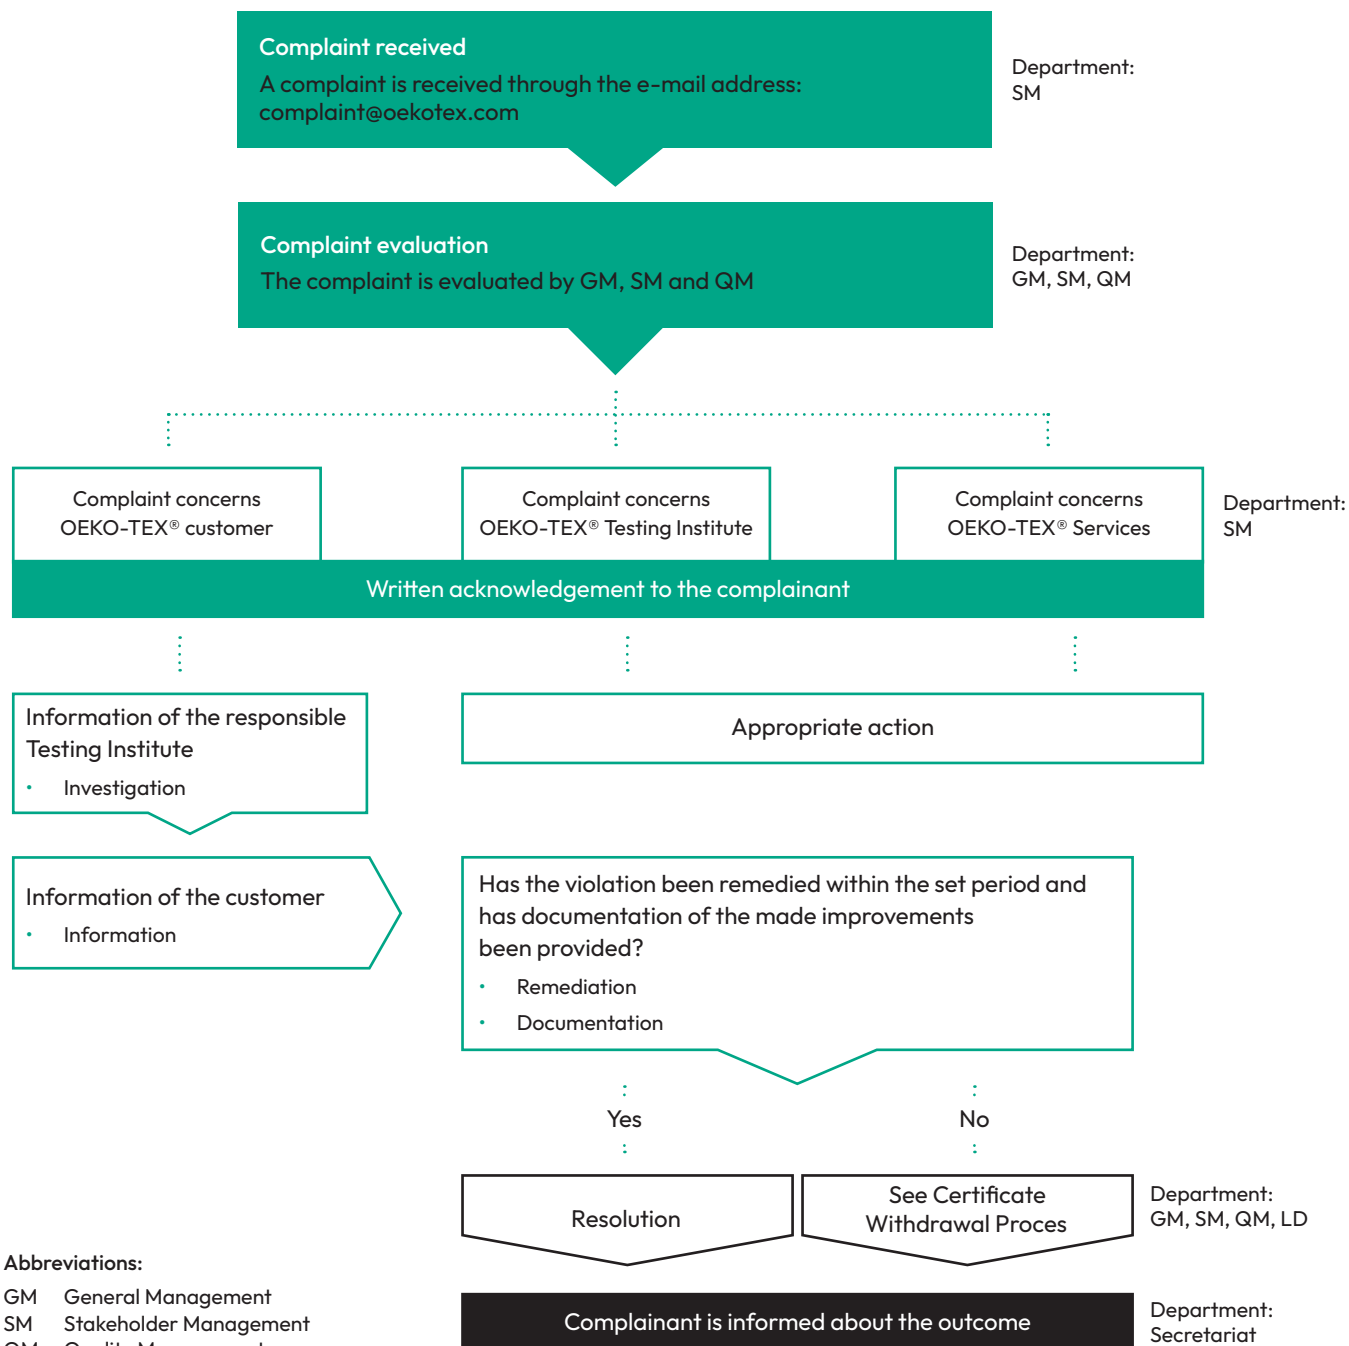 Complaint received
A complaint is received through the e-mail address:
complaint@oekotex.com
Department:
SM
Complaint evaluation
The complaint is evaluated by GM, SM and QM
Department:
GM, SM, QM
Complaint concerns
OEKO-TEX® customer
Complaint concerns
OEKO-TEX® Testing Institute
Complaint concerns
OEKO-TEX® Services
Department:
SM
Written acknowledgement to the complainant
Information of the responsible
Testing Institute
• Investigation
Appropriate action
Information of the customer
• Information
Has the violation been remedied within the set period and
has documentation of the made improvements
been provided?
• Remediation
• Documentation
Yes
No
Resolution
See Certificate
Withdrawal Proces
Department:
GM, SM, QM, LD
Abbreviations:
GM General Management
SM Stakeholder Management
Complainant is informed about the outcome
Department:
Secretariat